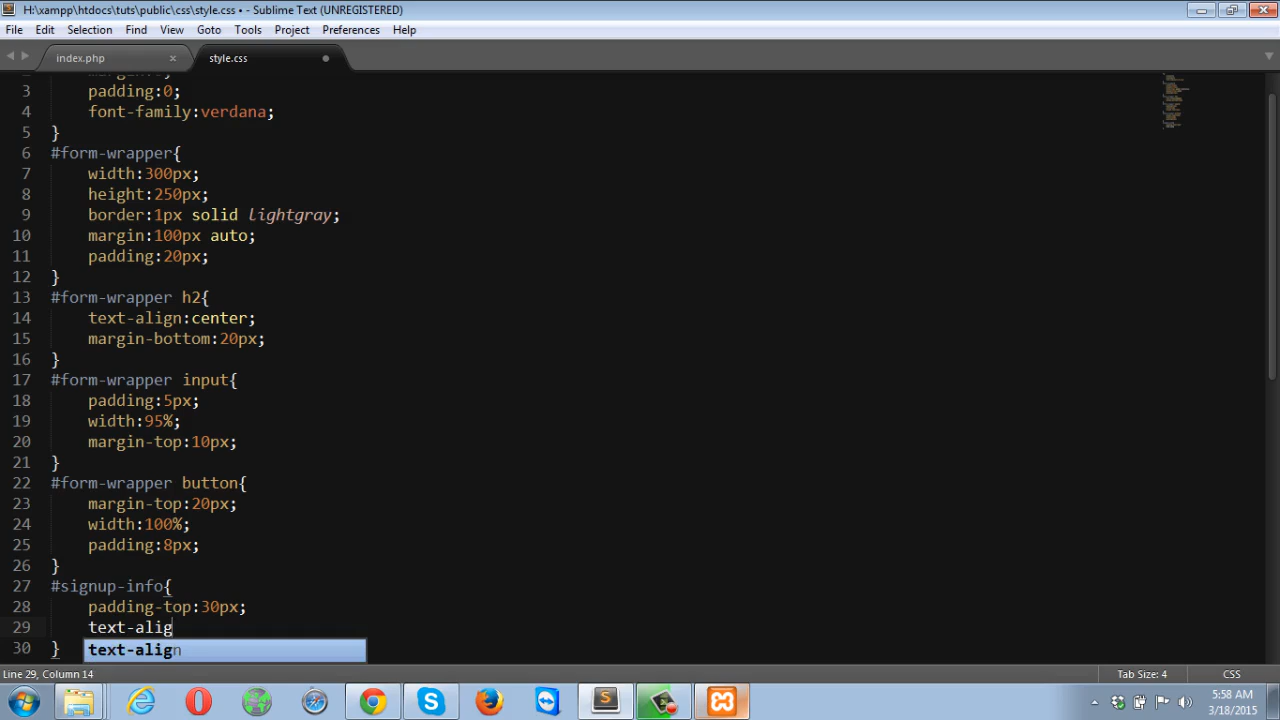 H:\xampp\htdocs\tuts\public\css\style.css • - Sublime Text (UNREGISTERED)
File Edit Selection Find View Goto Tools Project Preferences Help
index.php × style.css
3 padding:0;
4 font-family:verdana;
5 }
6 #form-wrapper{
7 width:300px;
8 height:250px;
9 border:1px solid lightgray;
10 margin:100px auto;
11 padding:20px;
12 }
13 #form-wrapper h2{
14 text-align:center;
15 margin-bottom:20px;
16 }
17 #form-wrapper input{
18 padding:5px;
19 width:95%;
20 margin-top:10px;
21 }
22 #form-wrapper button{
23 margin-top:20px;
24 width:100%;
25 padding:8px;
26 }
27 #signup-info{
28 padding-top:30px;
29 text-alig
30 } text-align
Line 29, Column 14 Tab Size: 4 CSS
5:58 AM
3/18/2015